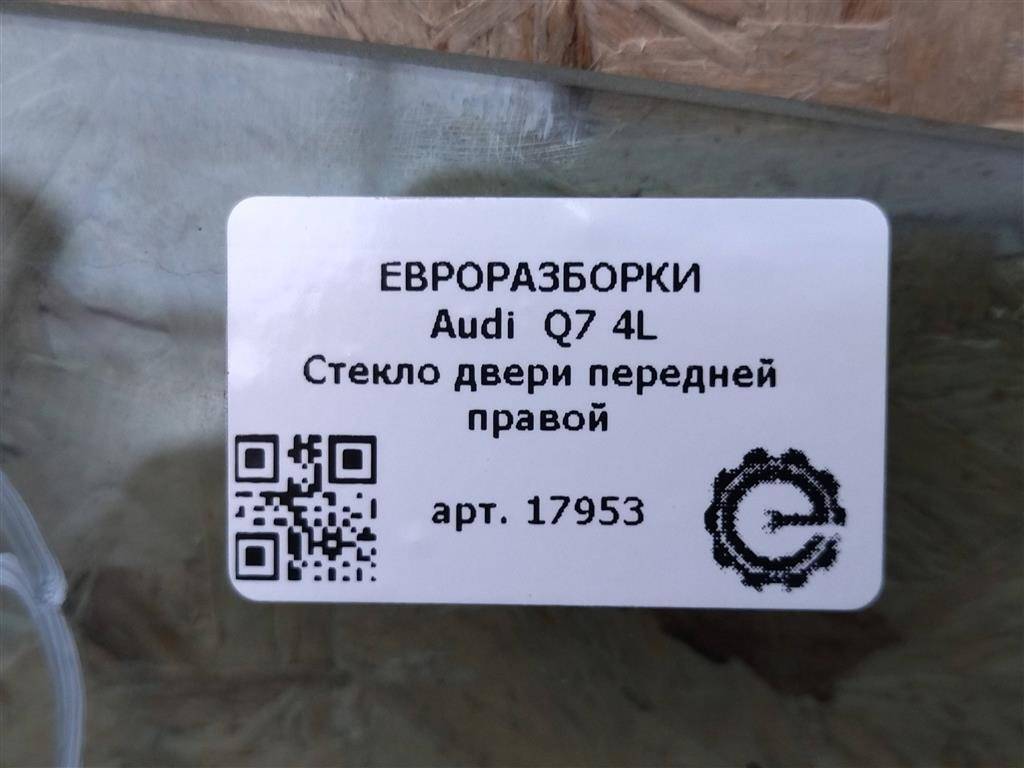 ЕВРОРАЗБОРКИ
Audi Q7 4L
Стекло двери передней
правой
арт. 17953